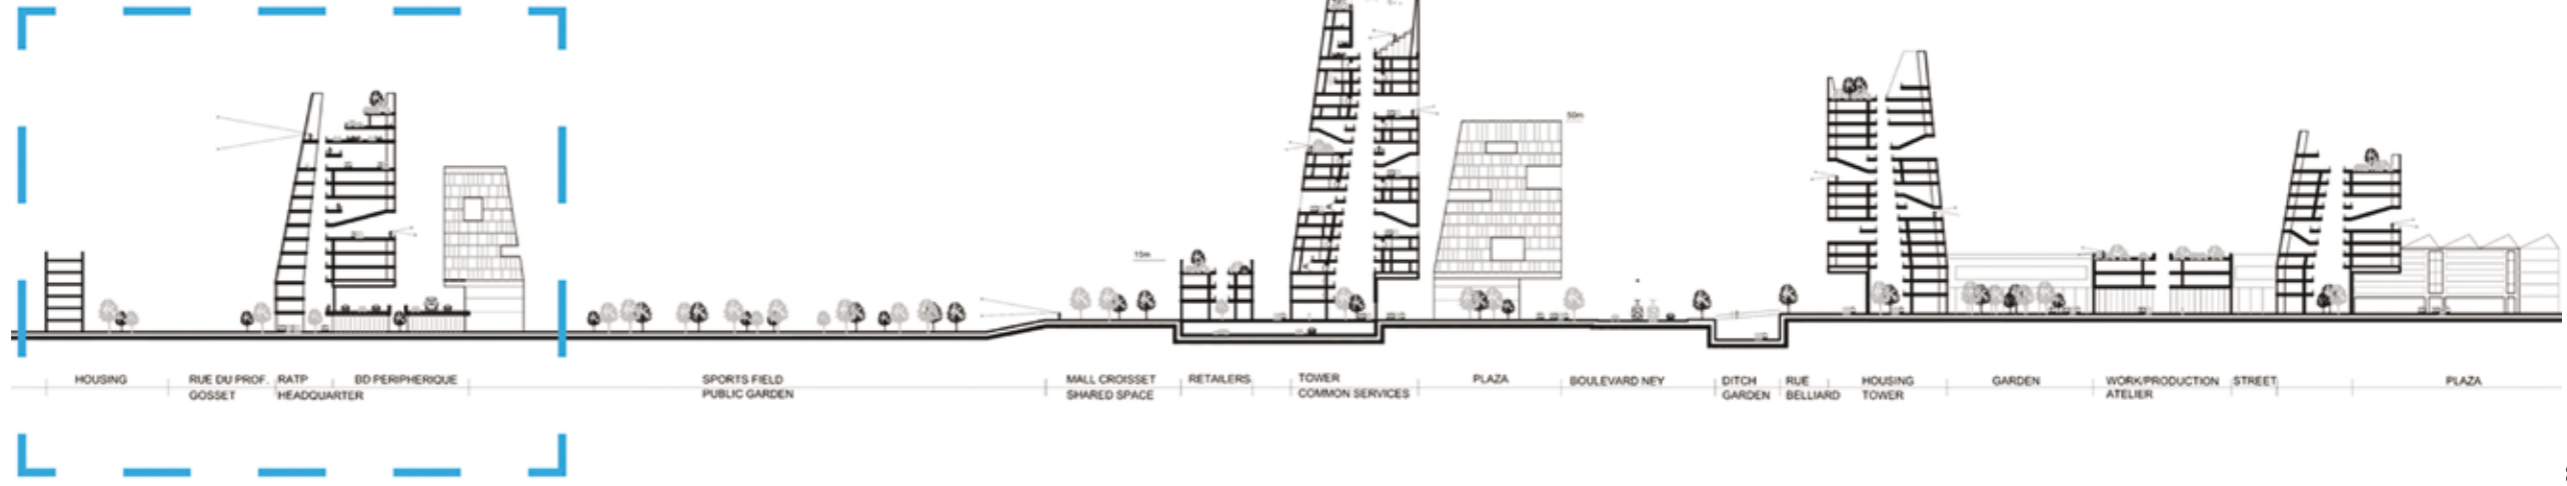 50m
15m
HOUSING
RUE DU PROF.
GOSSET
RATP
HEADQUARTER
BD PERIPHERIQUE
SPORTS FIELD
PUBLIC GARDEN
MALL CROISSET
SHARED SPACE
RETAILERS
TOWER
COMMON SERVICES
PLAZA
BOULEVARD NEY
DITCH
GARDEN
RUE
BELLIARD
HOUSING
TOWER
GARDEN
WORK/PRODUCTION
ATELIER
STREET
PLAZA